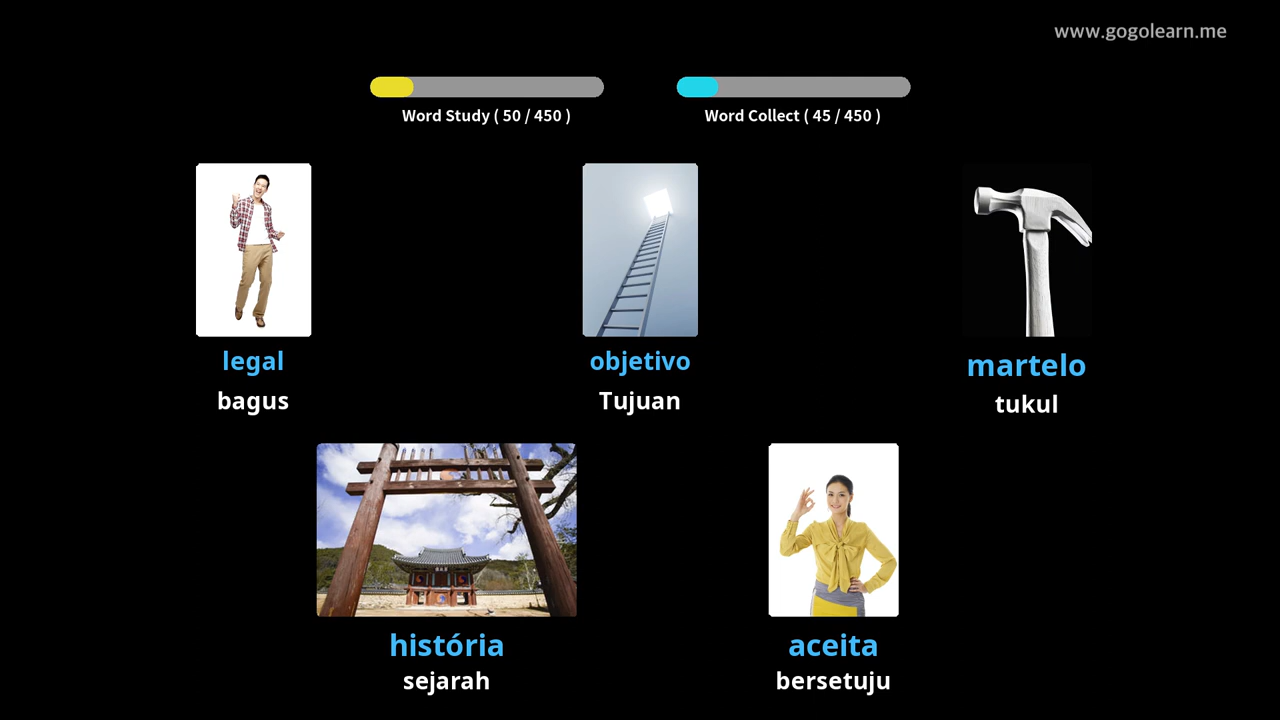 www.gogolearn.me
Word Study ( 50 / 450 )
Word Collect ( 45 / 450 )
legal
bagus
objetivo
Tujuan
martelo
tukul
história
sejarah
aceita
bersetuju